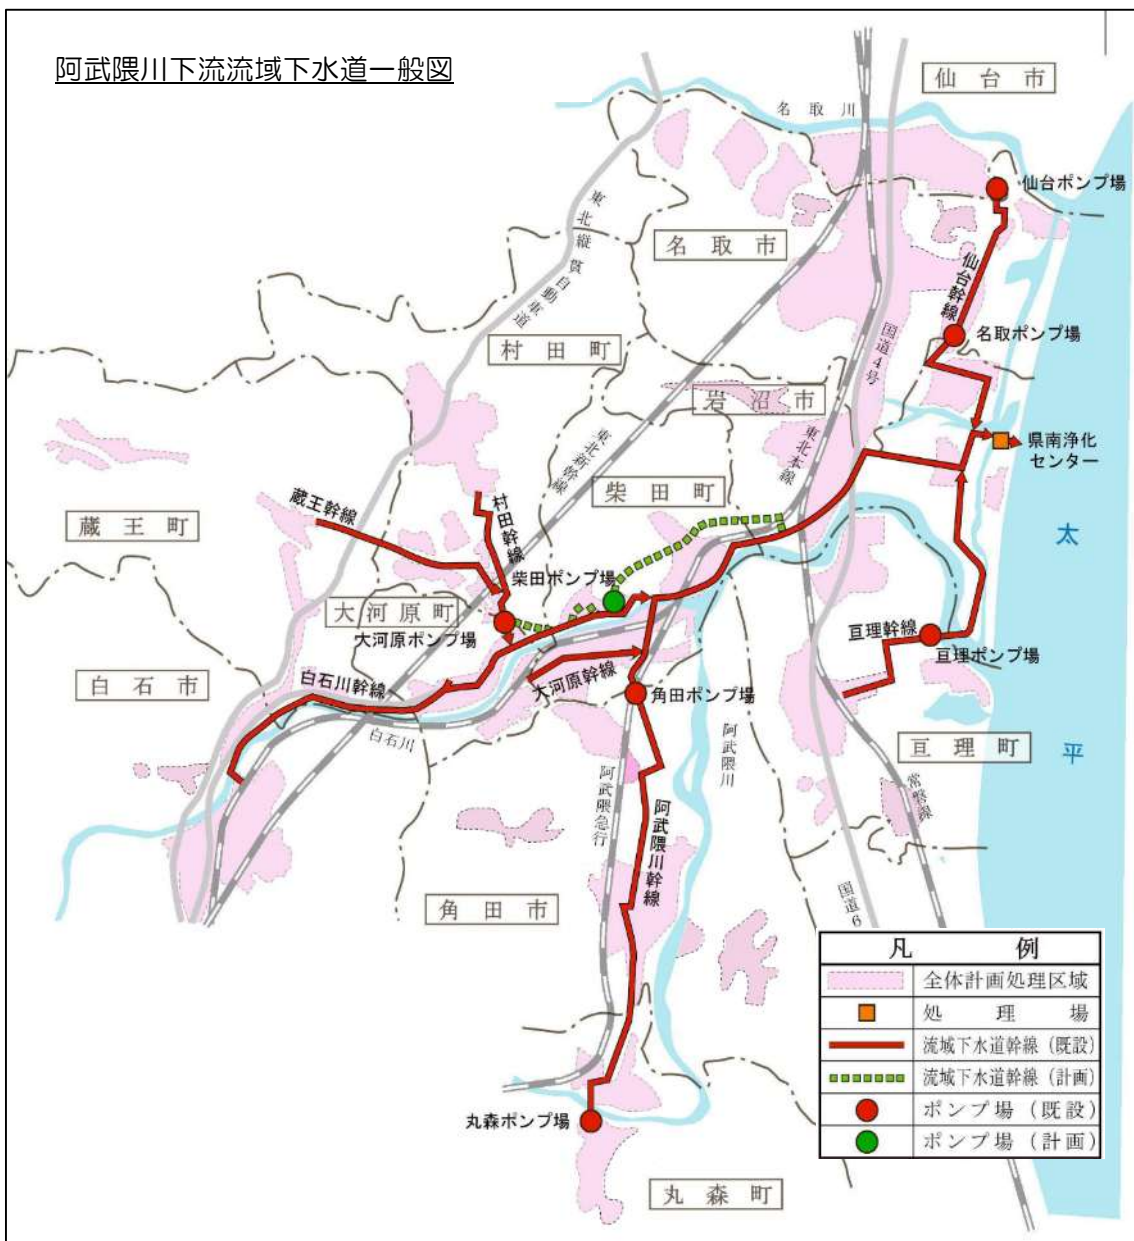 阿武隈川下流流域下水道一般図
仙台市
名取川
仙台ポンプ場
東北縦貫自動車道
名取市
仙台幹線
国道4号
名取ポンプ場
村田町
岩沼市
東北新幹線
東北本線
県南浄化
センター
柴田町
蔵王幹線
村田幹線
蔵王町
太
柴田ポンプ場
大河原町
大河原ポンプ場
亘理幹線
亘理ポンプ場
白石市
白石川幹線
大河原幹線
角田ポンプ場
白石川
阿武隈川
亘理町
平
阿武隈急行
常磐線
阿武隈川幹線
角田市
国道6
凡例
全体計画処理区域
処理場
流域下水道幹線(既設)
流域下水道幹線(計画)
ポンプ場(既設)
ポンプ場(計画)
丸森ポンプ場
丸森町